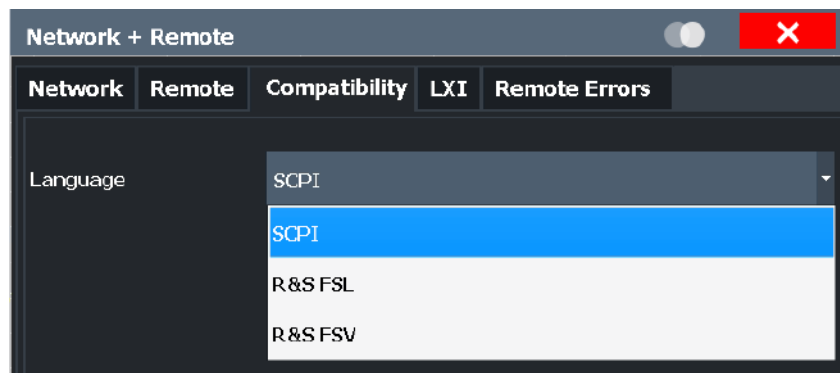 Network + Remote
Network Remote Compatibility LXI Remote Errors
Language SCPI
SCPI
R&S FSL
R&S FSV